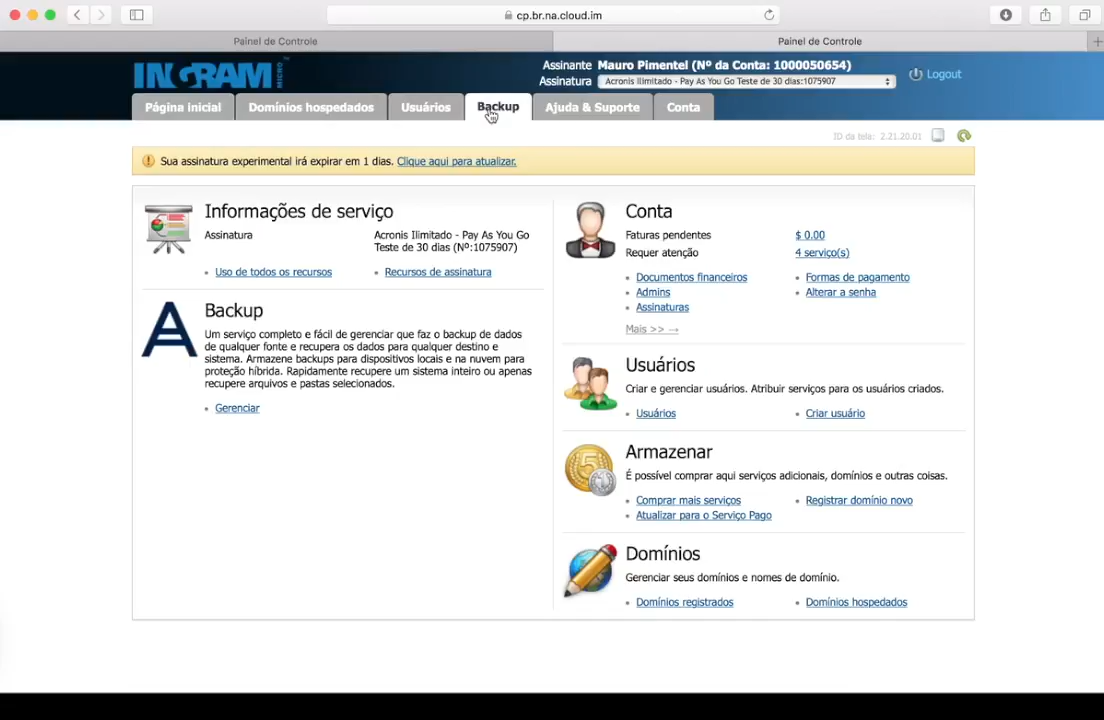 cp.br.na.cloud.im
Painel de Controle
Painel de Controle
INGRAM MICRO
Assinante Mauro Pimentel (Nº da Conta: 1000050654)
Assinatura Acronis Ilimitado - Pay As You Go Teste de 30 dias:1075907
Logout
Página inicial
Domínios hospedados
Usuários
Backup
Ajuda & Suporte
Conta
ID da tela: 2.21.20.01
Sua assinatura experimental irá expirar em 1 dias. Clique aqui para atualizar.
Informações de serviço
Assinatura
Acronis Ilimitado - Pay As You Go
Teste de 30 dias (Nº:1075907)
Uso de todos os recursos
Recursos de assinatura
Backup
Um serviço completo e fácil de gerenciar que faz o backup de dados
de qualquer fonte e recupera os dados para qualquer destino e
sistema. Armazene backups para dispositivos locais e na nuvem para
proteção híbrida. Rapidamente recupere um sistema inteiro ou apenas
recupere arquivos e pastas selecionados.
Gerenciar
Conta
Faturas pendentes
$ 0.00
Requer atenção
4 serviço(s)
Documentos financeiros
Formas de pagamento
Admins
Alterar a senha
Assinaturas
Mais >> →
Usuários
Criar e gerenciar usuários. Atribuir serviços para os usuários criados.
Usuários
Criar usuário
Armazenar
É possível comprar aqui serviços adicionais, domínios e outras coisas.
Comprar mais serviços
Registrar domínio novo
Atualizar para o Serviço Pago
Domínios
Gerenciar seus domínios e nomes de domínio.
Domínios registrados
Domínios hospedados